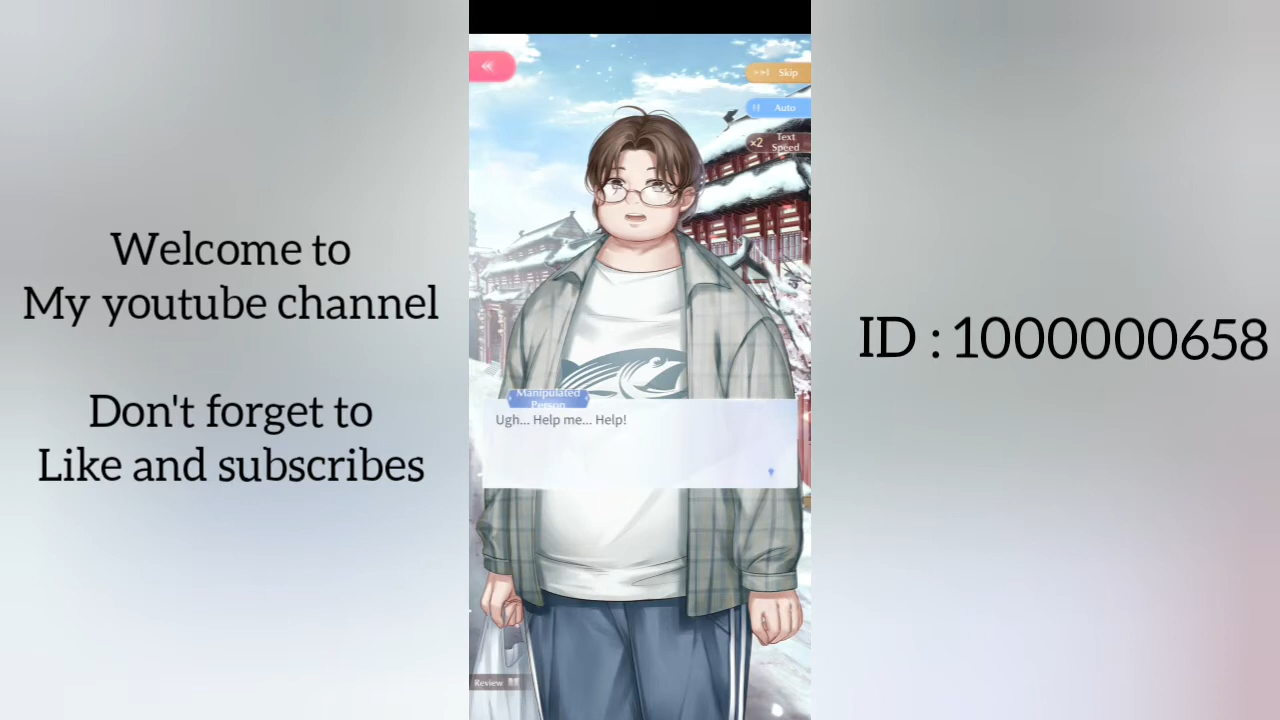 Welcome to
My youtube channel
Don't forget to
Like and subscribes
Skip
Auto
×2 Text
Speed
Manipulated
Person
Ugh... Help me... Help!
Review
ID : 1000000658